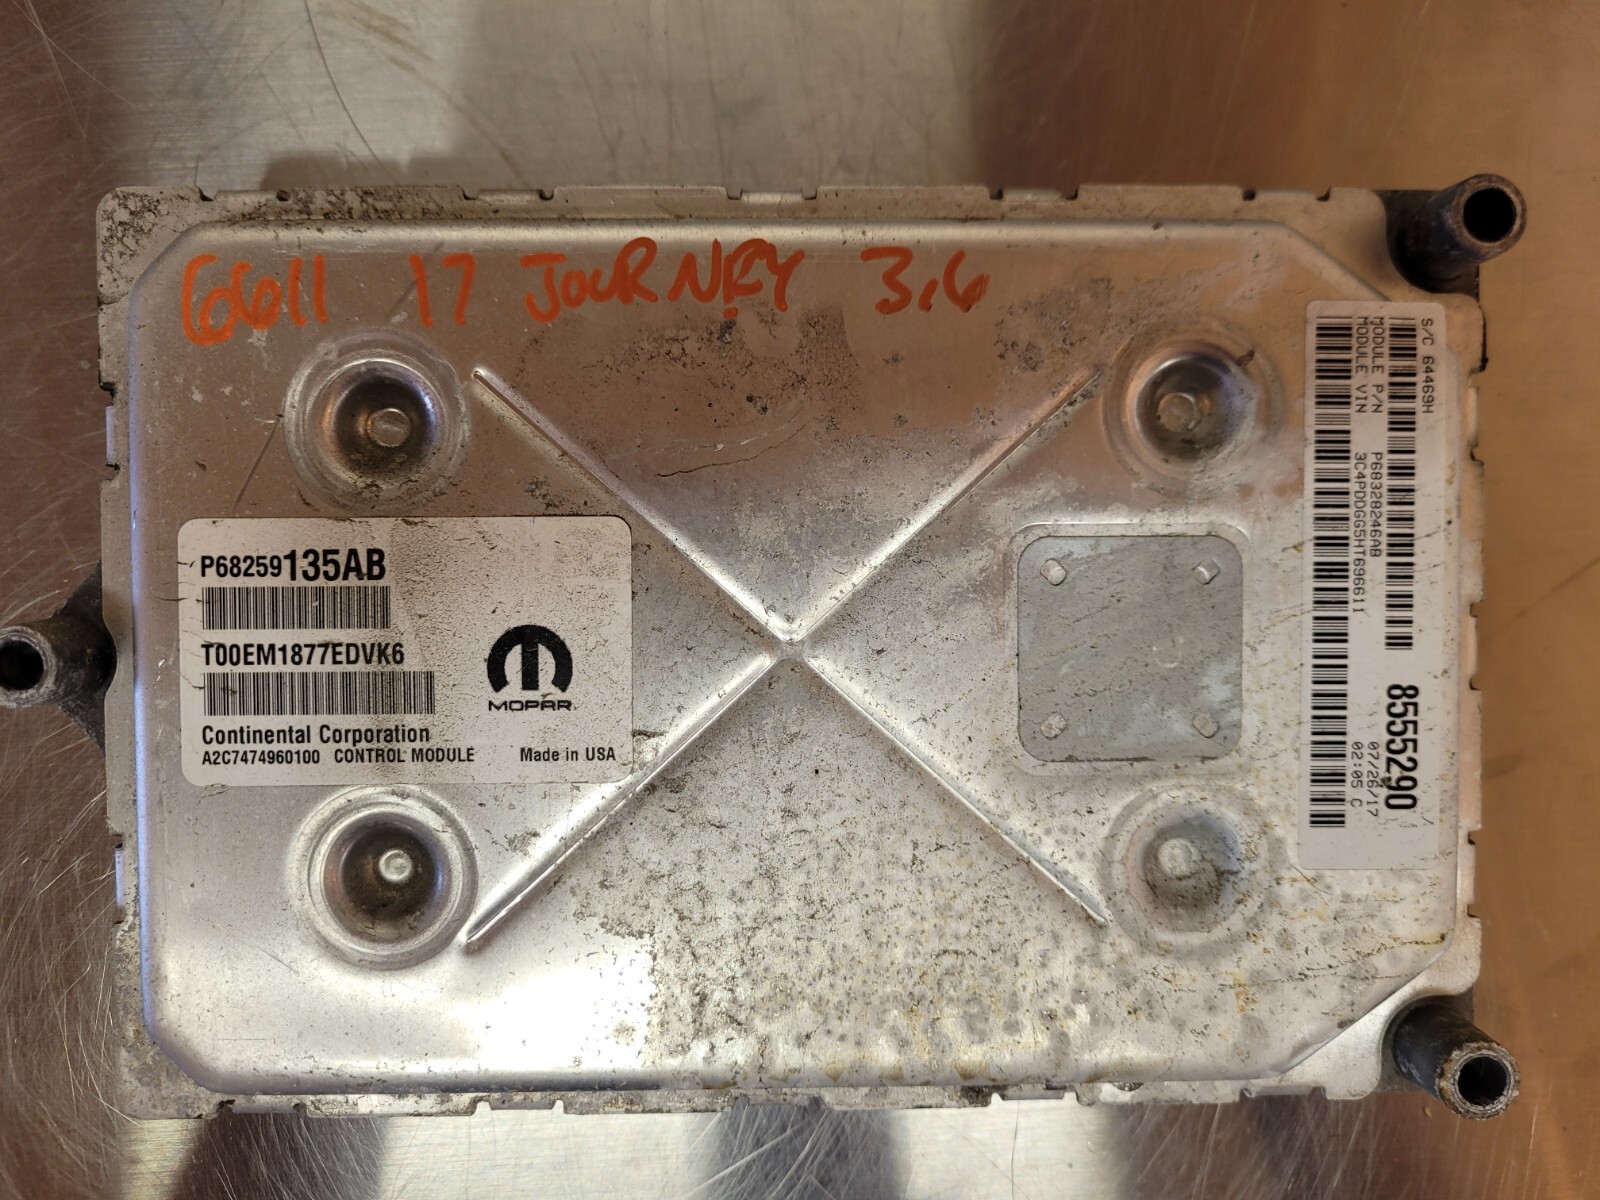 6611 17 JOURNEY 3.6
P68259135AB
T00EM1877EDVK6
MOPAR
Continental Corporation
A2C7474960100 CONTROL MODULE Made in USA
S/C 64469H
MODULE P/N P68328246AB
MODULE VIN 3C4PDDGG5HT696611
8555290
07/26/17
02:05 C